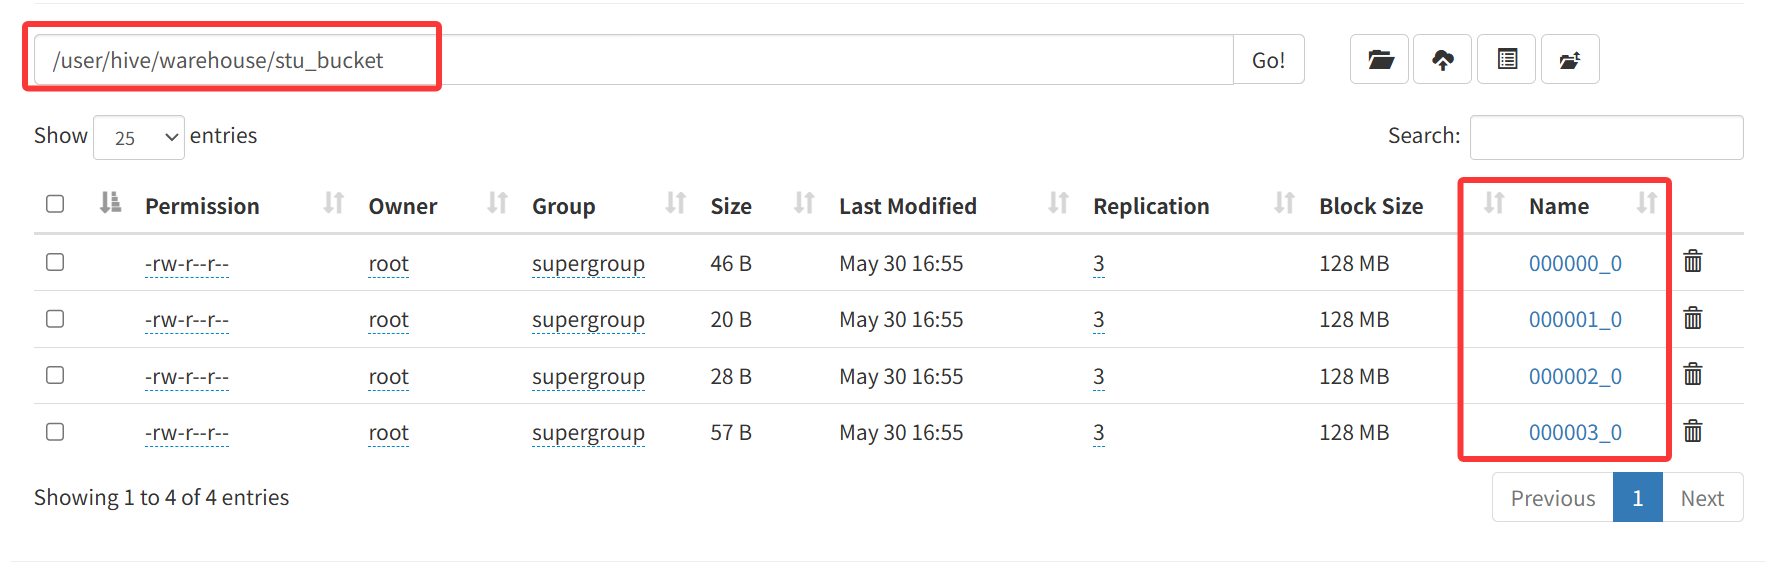 /user/hive/warehouse/stu_bucket Go!
Show 25 entries Search:
Permission Owner Group Size Last Modified Replication Block Size Name
-rw-r--r-- root supergroup 46 B May 30 16:55 3 128 MB 000000_0
-rw-r--r-- root supergroup 20 B May 30 16:55 3 128 MB 000001_0
-rw-r--r-- root supergroup 28 B May 30 16:55 3 128 MB 000002_0
-rw-r--r-- root supergroup 57 B May 30 16:55 3 128 MB 000003_0
Showing 1 to 4 of 4 entries Previous 1 Next